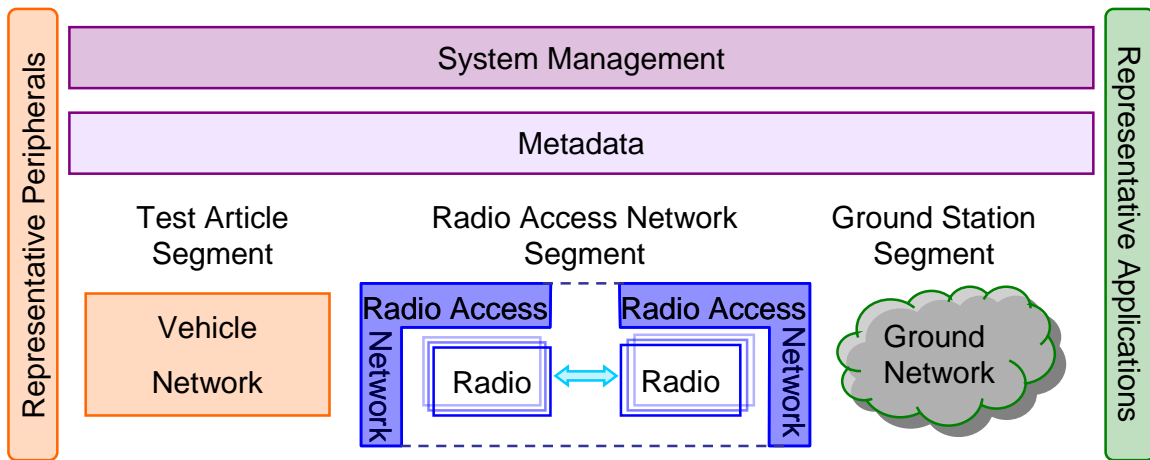 Representative Peripherals
System Management
Metadada
Test Article
Segment
Radio Access Network
Segment
Ground Station
Segment
Vehicle
Network
Radio Access
Network
Radio
Radio Access
Network
Radio
Ground
Network
Representative Applications